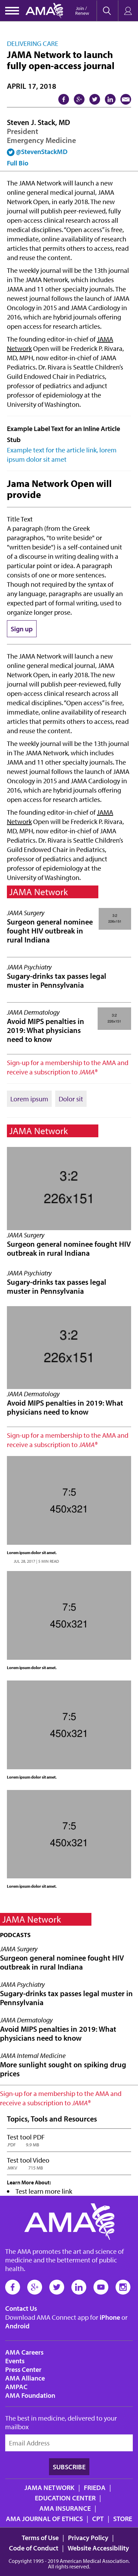 AMA
Join /
Renew
DELIVERING CARE
JAMA Network to launch
fully open-access journal
APRIL 17, 2018
Steven J. Stack, MD
President
Emergency Medicine
@StevenStackMD
Full Bio
The JAMA Network will launch a new
weekly general medical journal, JAMA
Network Open, in early 2018. The new
journal will publish peer-reviewed, fully
open access across all medical domains.
"Open access" is defined as immediate,
free, online availability of research articles
that are not subject to restrictions of end
use and reuse.
The weekly journal will be the 13th journal
in The JAMA Network, which includes
JAMA and 11 other specialty journals. The
newest journal follows the launch of JAMA
Oncology in 2015 and JAMA Cardiology in
2016, which are hybrid journals offering
open access for research articles.
The founding editor-in-chief of JAMA
Network Open will be Frederick P. Rivara,
MD, MPH, now editor-in-chief of JAMA
Pediatrics. Dr. Rivara is Seattle Children's
Guild Endowed Chair in Pediatrics,
professor of pediatrics and adjunct
professor of epidemiology at the
University of Washington.
Example Label Text for an Inline Article
Stub
Example text for the article link, lorem
ipsum dolor sit amet
Jama Network Open will
provide
Title Text
A paragraph (from the Greek
paragraphos, "to write beside" or
"written beside") is a self-contained unit
of a discourse in writing dealing with a
particular point or idea. A paragraph
consists of one or more sentences.
Though not required by the syntax of any
language, paragraphs are usually an
expected part of formal writing, used to
organize longer prose.
Sign up
The JAMA Network will launch a new
weekly general medical journal, JAMA
Network Open, in early 2018. The new
journal will publish peer-reviewed, fully
open access across all medical domains.
"Open access" is defined as immediate,
free, online availability of research articles
that are not subject to restrictions of end
use and reuse.
The weekly journal will be the 13th journal
in The JAMA Network, which includes
JAMA and 11 other specialty journals. The
newest journal follows the launch of JAMA
Oncology in 2015 and JAMA Cardiology in
2016, which are hybrid journals offering
open access for research articles.
The founding editor-in-chief of JAMA
Network Open will be Frederick P. Rivara,
MD, MPH, now editor-in-chief of JAMA
Pediatrics. Dr. Rivara is Seattle Children's
Guild Endowed Chair in Pediatrics,
professor of pediatrics and adjunct
professor of epidemiology at the
University of Washington.
JAMA Network
JAMA Surgery
Surgeon general nominee
fought HIV outbreak in
rural Indiana
3:2
226x151
JAMA Psychiatry
Sugary-drinks tax passes legal
muster in Pennsylvania
JAMA Dermatology
Avoid MIPS penalties in
2019: What physicians
need to know
3:2
226x151
Sign-up for a membership to the AMA and
receive a subscription to JAMA®
Lorem ipsum
Dolor sit
JAMA Network
3:2
226x151
JAMA Surgery
Surgeon general nominee fought HIV
outbreak in rural Indiana
JAMA Psychiatry
Sugary-drinks tax passes legal
muster in Pennsylvania
3:2
226x151
JAMA Dermatology
Avoid MIPS penalties in 2019: What
physicians need to know
Sign-up for a membership to the AMA and
receive a subscription to JAMA®
7:5
450x321
Lorem ipsum dolor sit amet.
JUL 28, 2017 | 3 MIN READ
7:5
450x321
Lorem ipsum dolor sit amet.
7:5
450x321
Lorem ipsum dolor sit amet.
7:5
450x321
Lorem ipsum dolor sit amet.
JAMA Network
PODCASTS
JAMA Surgery
Surgeon general nominee fought HIV
outbreak in rural Indiana
JAMA Psychiatry
Sugary-drinks tax passes legal muster in
Pennsylvania
JAMA Dermatology
Avoid MIPS penalties in 2019: What
physicians need to know
JAMA Internal Medicine
More sunlight sought on spiking drug
prices
Sign-up for a membership to the AMA and
receive a subscription to JAMA®
Topics, Tools and Resources
Test tool PDF
.PDF 9.9 MB
Test tool Video
.MKV 715 MB
Learn More About:
Test learn more link
AMA
The AMA promotes the art and science of
medicine and the betterment of public
health.
Contact Us
Download AMA Connect app for iPhone or
Android
AMA Careers
Events
Press Center
AMA Alliance
AMPAC
AMA Foundation
The best in medicine, delivered to your
mailbox
Email Address
SUBSCRIBE
JAMA NETWORK | FRIEDA |
EDUCATION CENTER |
AMA INSURANCE |
AMA JOURNAL OF ETHICS | CPT | STORE
Terms of Use | Privacy Policy |
Code of Conduct | Website Accessibility
Copyright 1995 - 2019 American Medical Association.
All rights reserved.